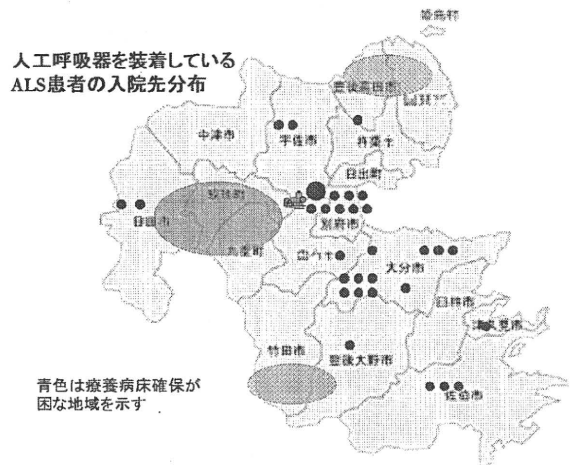 姫島村
人工呼吸器を装着している
ALS患者の入院先分布
豊後高田市
中津市
宇佐市
杵築市
日出町
玖珠町
日田市
別府市
九重町
由布市
大分市
臼杵市
津久見市
竹田市
豊後大野市
佐伯市
青色は療養病床確保が
困な地域を示す